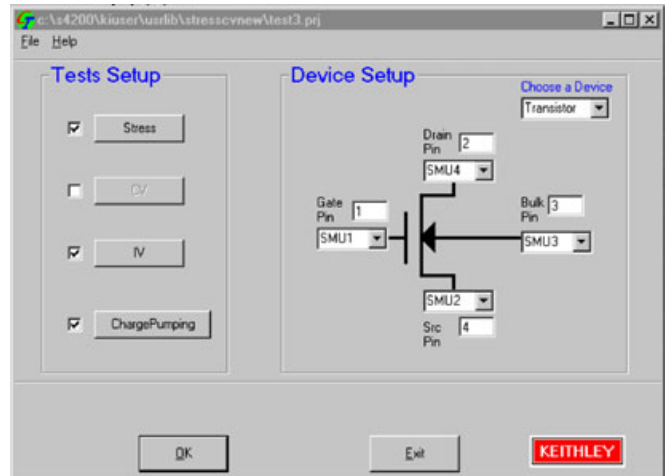 c:\s4200\kiuser\usrlib\stresscvnew\test3.prj
File Help
Tests Setup
Stress
CV
IV
ChargePumping
Device Setup
Choose a Device
Transistor
Drain Pin 2
SMU4
Gate Pin 1
SMU1
Bulk Pin 3
SMU3
SMU2
Src Pin 4
OK
Exit
KEITHLEY